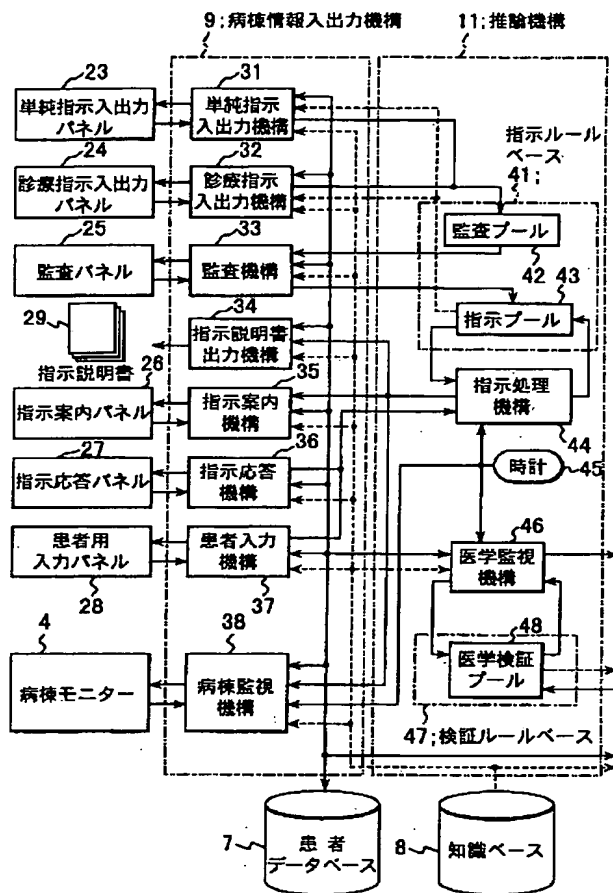 9;病棟情報入出力機構
11;推論機構
23
単純指示入出力
パネル
31
単純指示
入出力機構
24
診療指示入出力
パネル
32
診療指示
入出力機構
指示ルール
ベース
41;
25
監査パネル
33
監査機構
監査プール
42
43
指示プール
29
指示説明書
34
指示説明書
出力機構
26
指示案内パネル
35
指示案内
機構
指示処理
機構
44
27
指示応答パネル
36
指示応答
機構
時計
45
患者用
入力パネル
28
患者入力
機構
37
46
医学監視
機構
4
病棟モニター
38
病棟監視
機構
48
医学検証
プール
47;検証ルールベース
7
患者
データベース
8
知識ベース